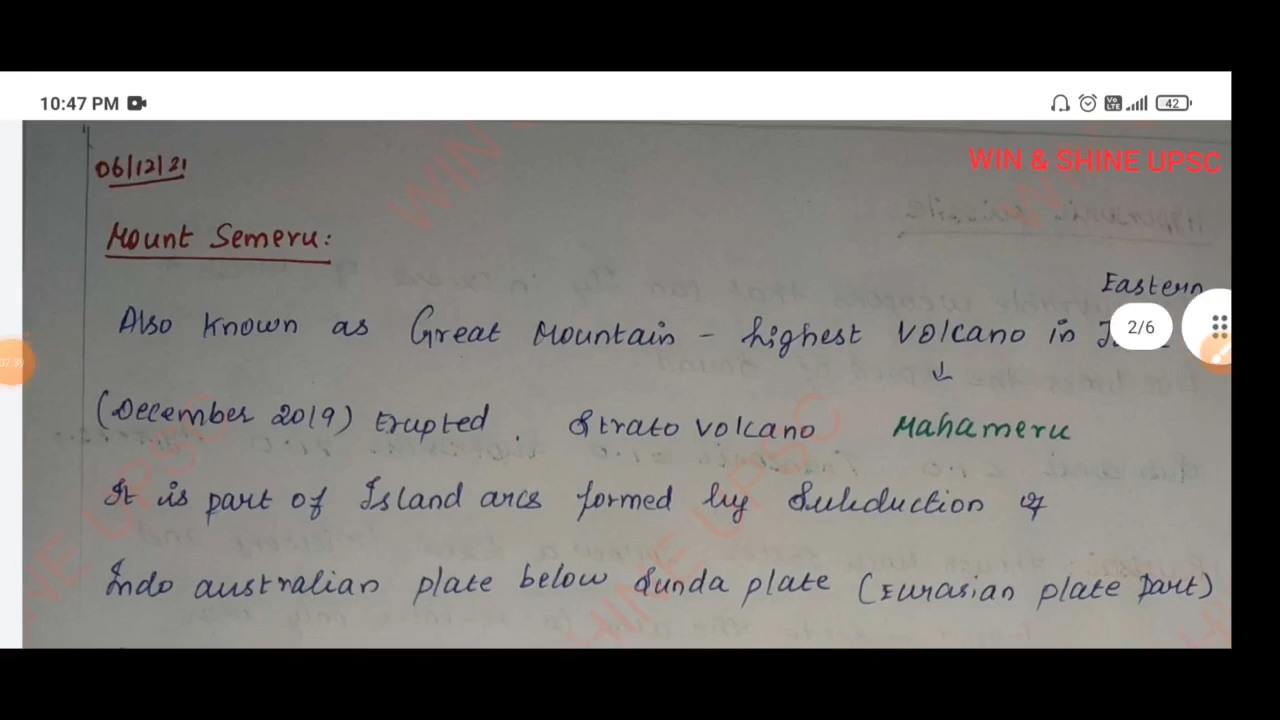 10:47 PM
42
06/12/21
WIN & SHINE UPSC
Mount Semeru:
Eastern
Also known as Great Mountain - highest volcano in
2/6
(December 2019) Erupted. Strato volcano Mahameru
It is part of Island arcs formed by Subduction of
Indo australian plate below Sunda plate (Eurasian plate Part)